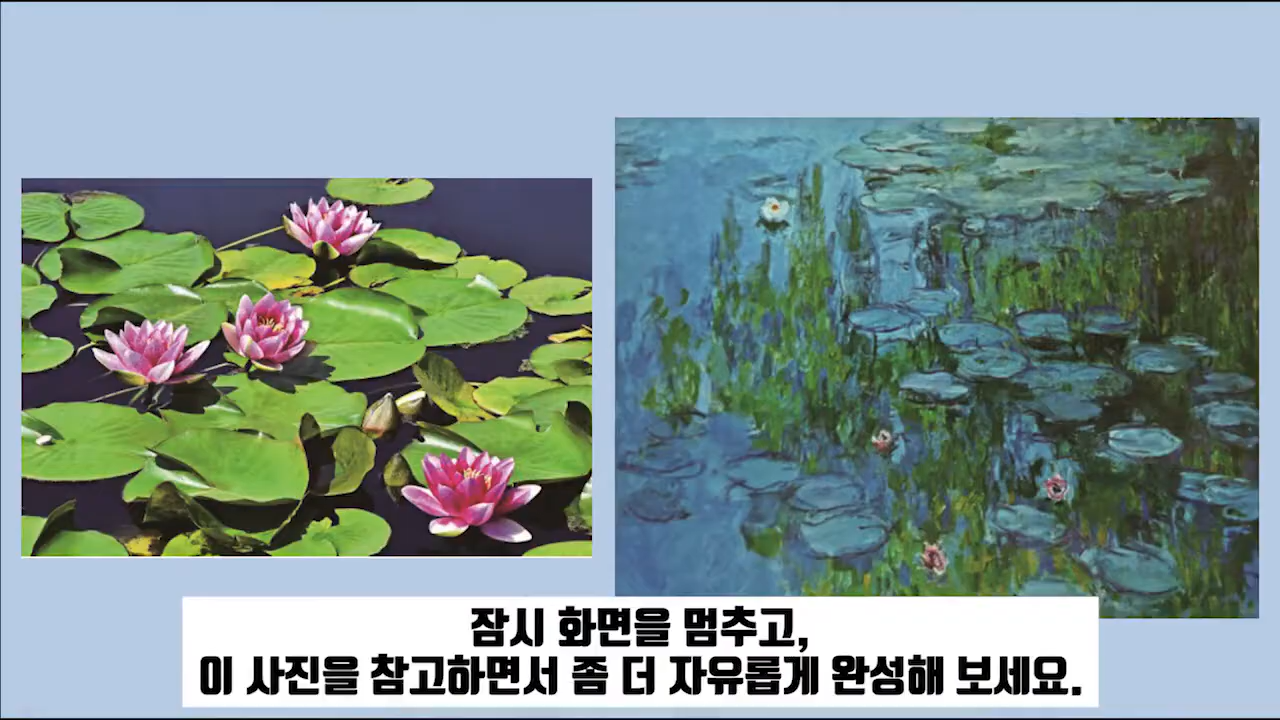 잠시 화면을 멈추고,
이 사진을 참고하면서 좀 더 자유롭게 완성해 보세요.